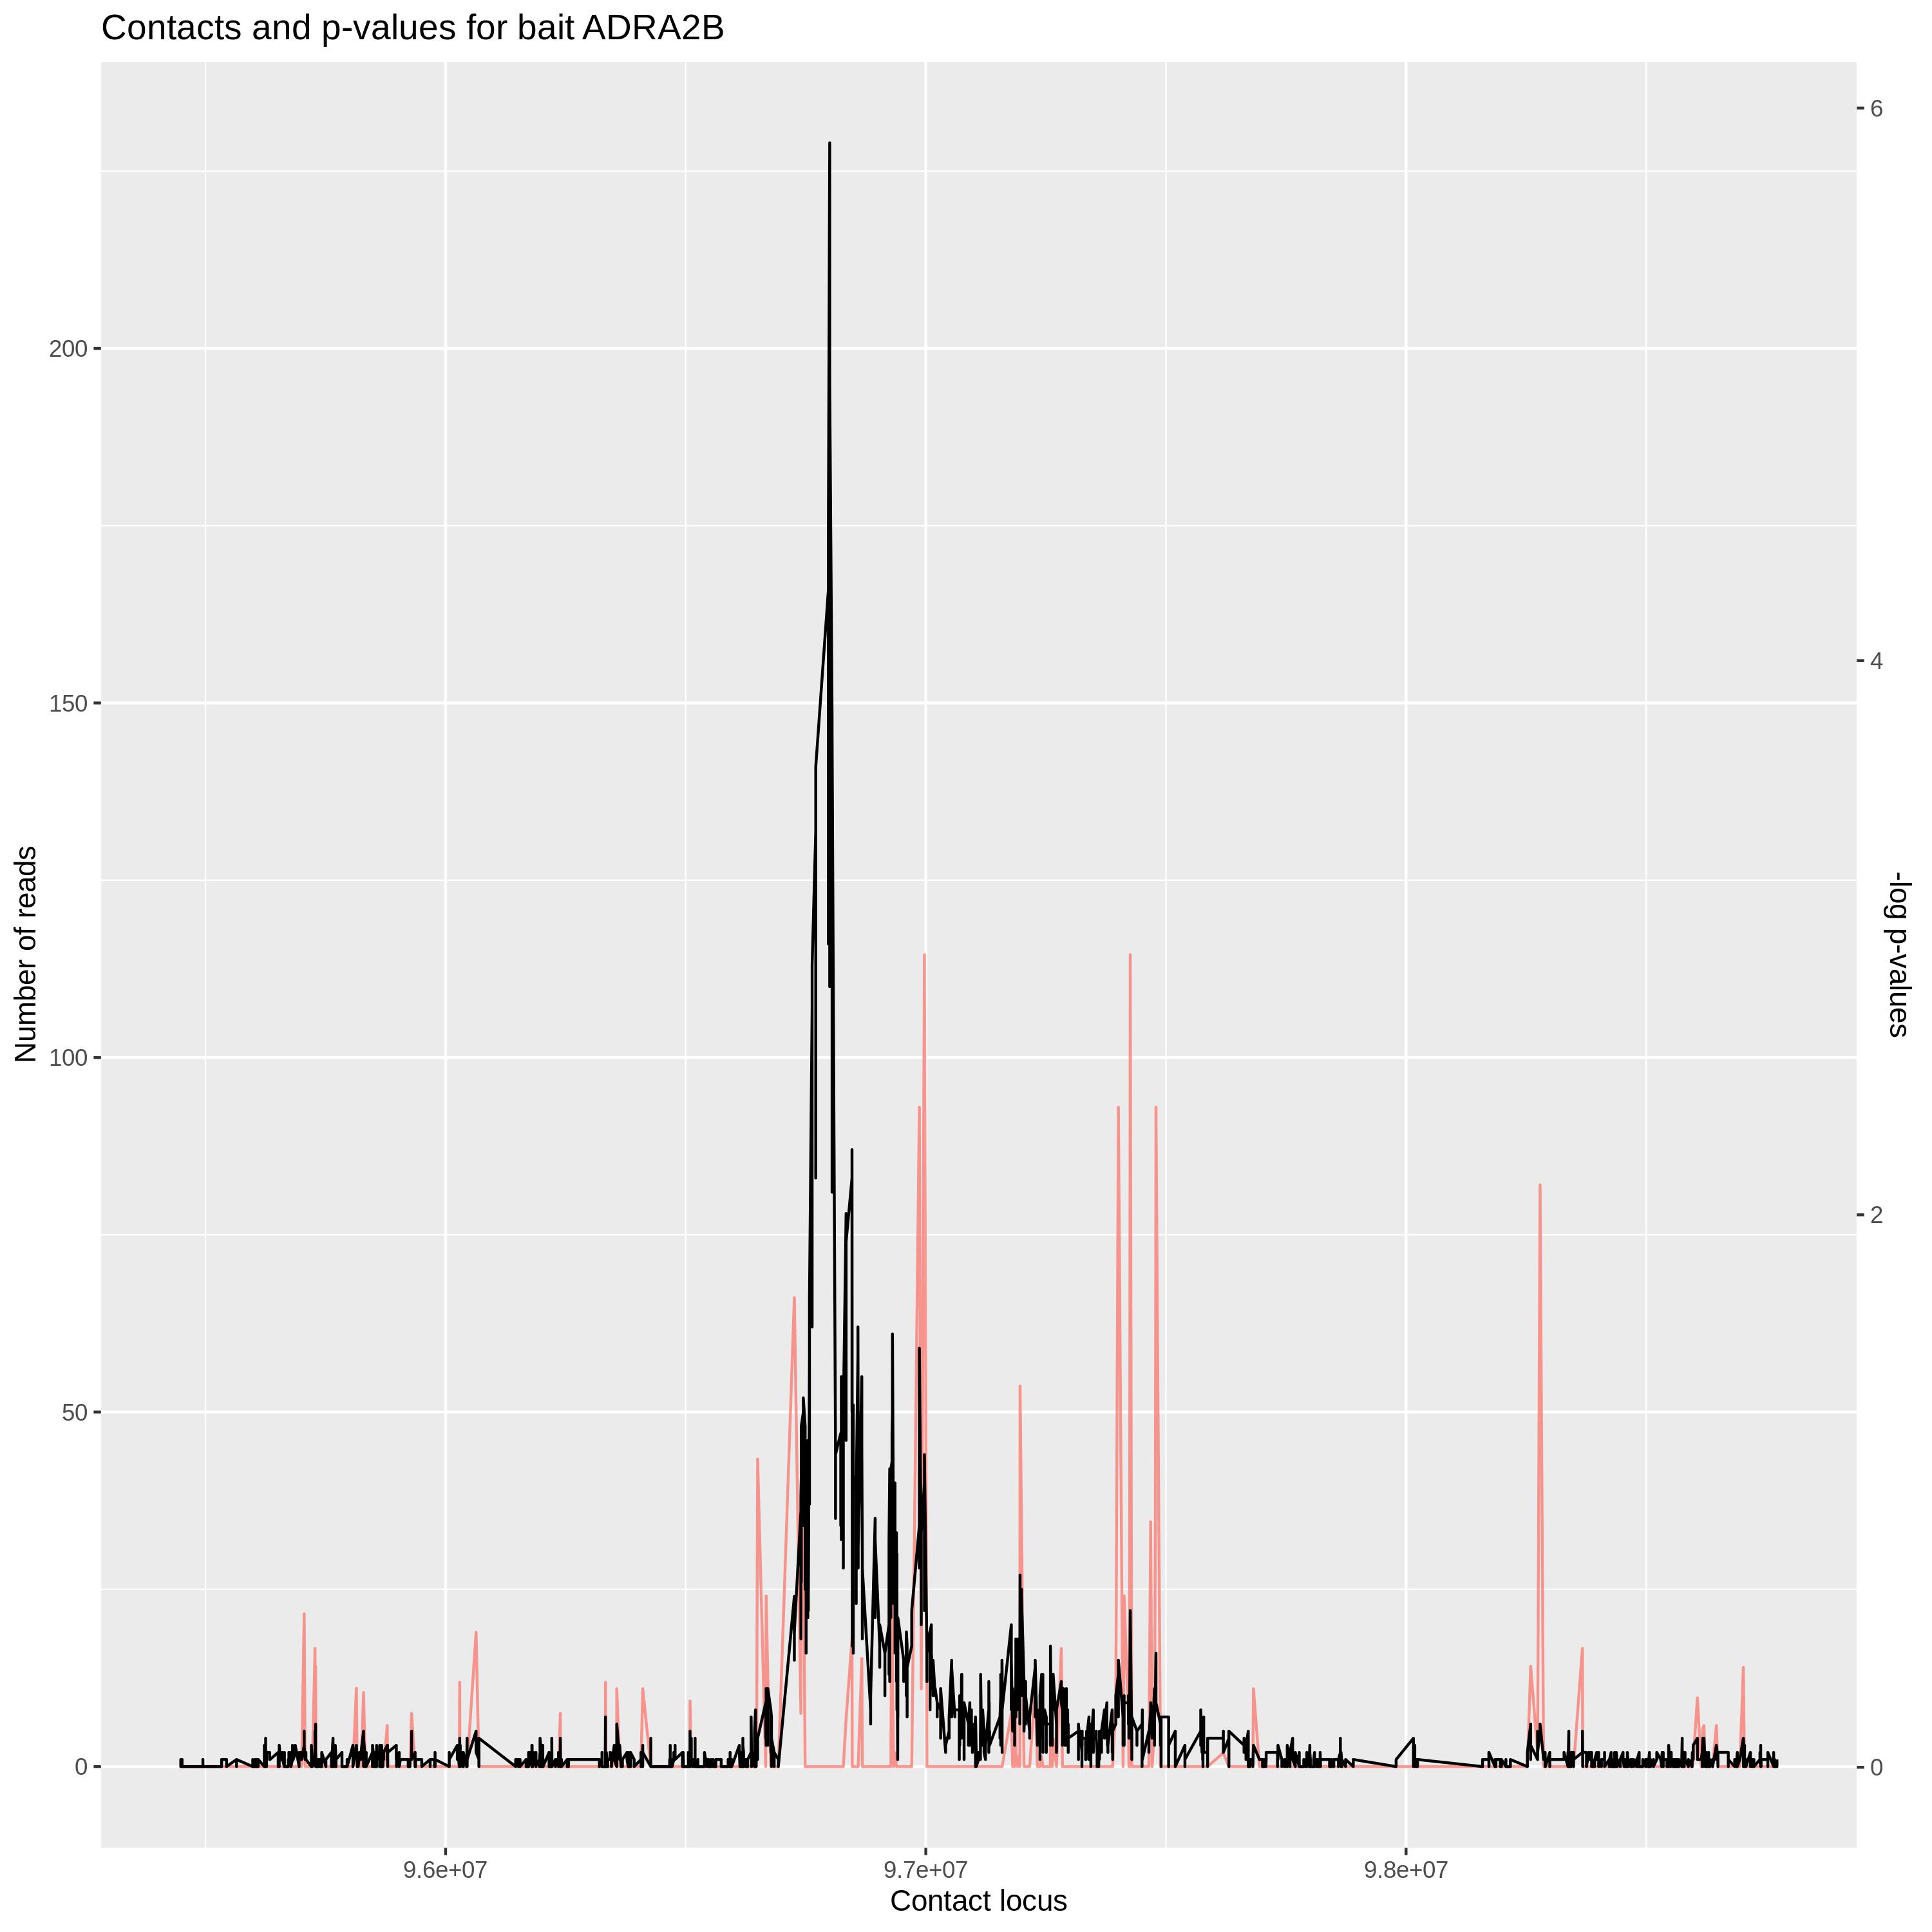 Contacts and p-values for bait ADRA2B
Number of reads
200
150
100
50
0
6
4
2
0
-log p-values
9.6e+07
9.7e+07
9.8e+07
Contact locus